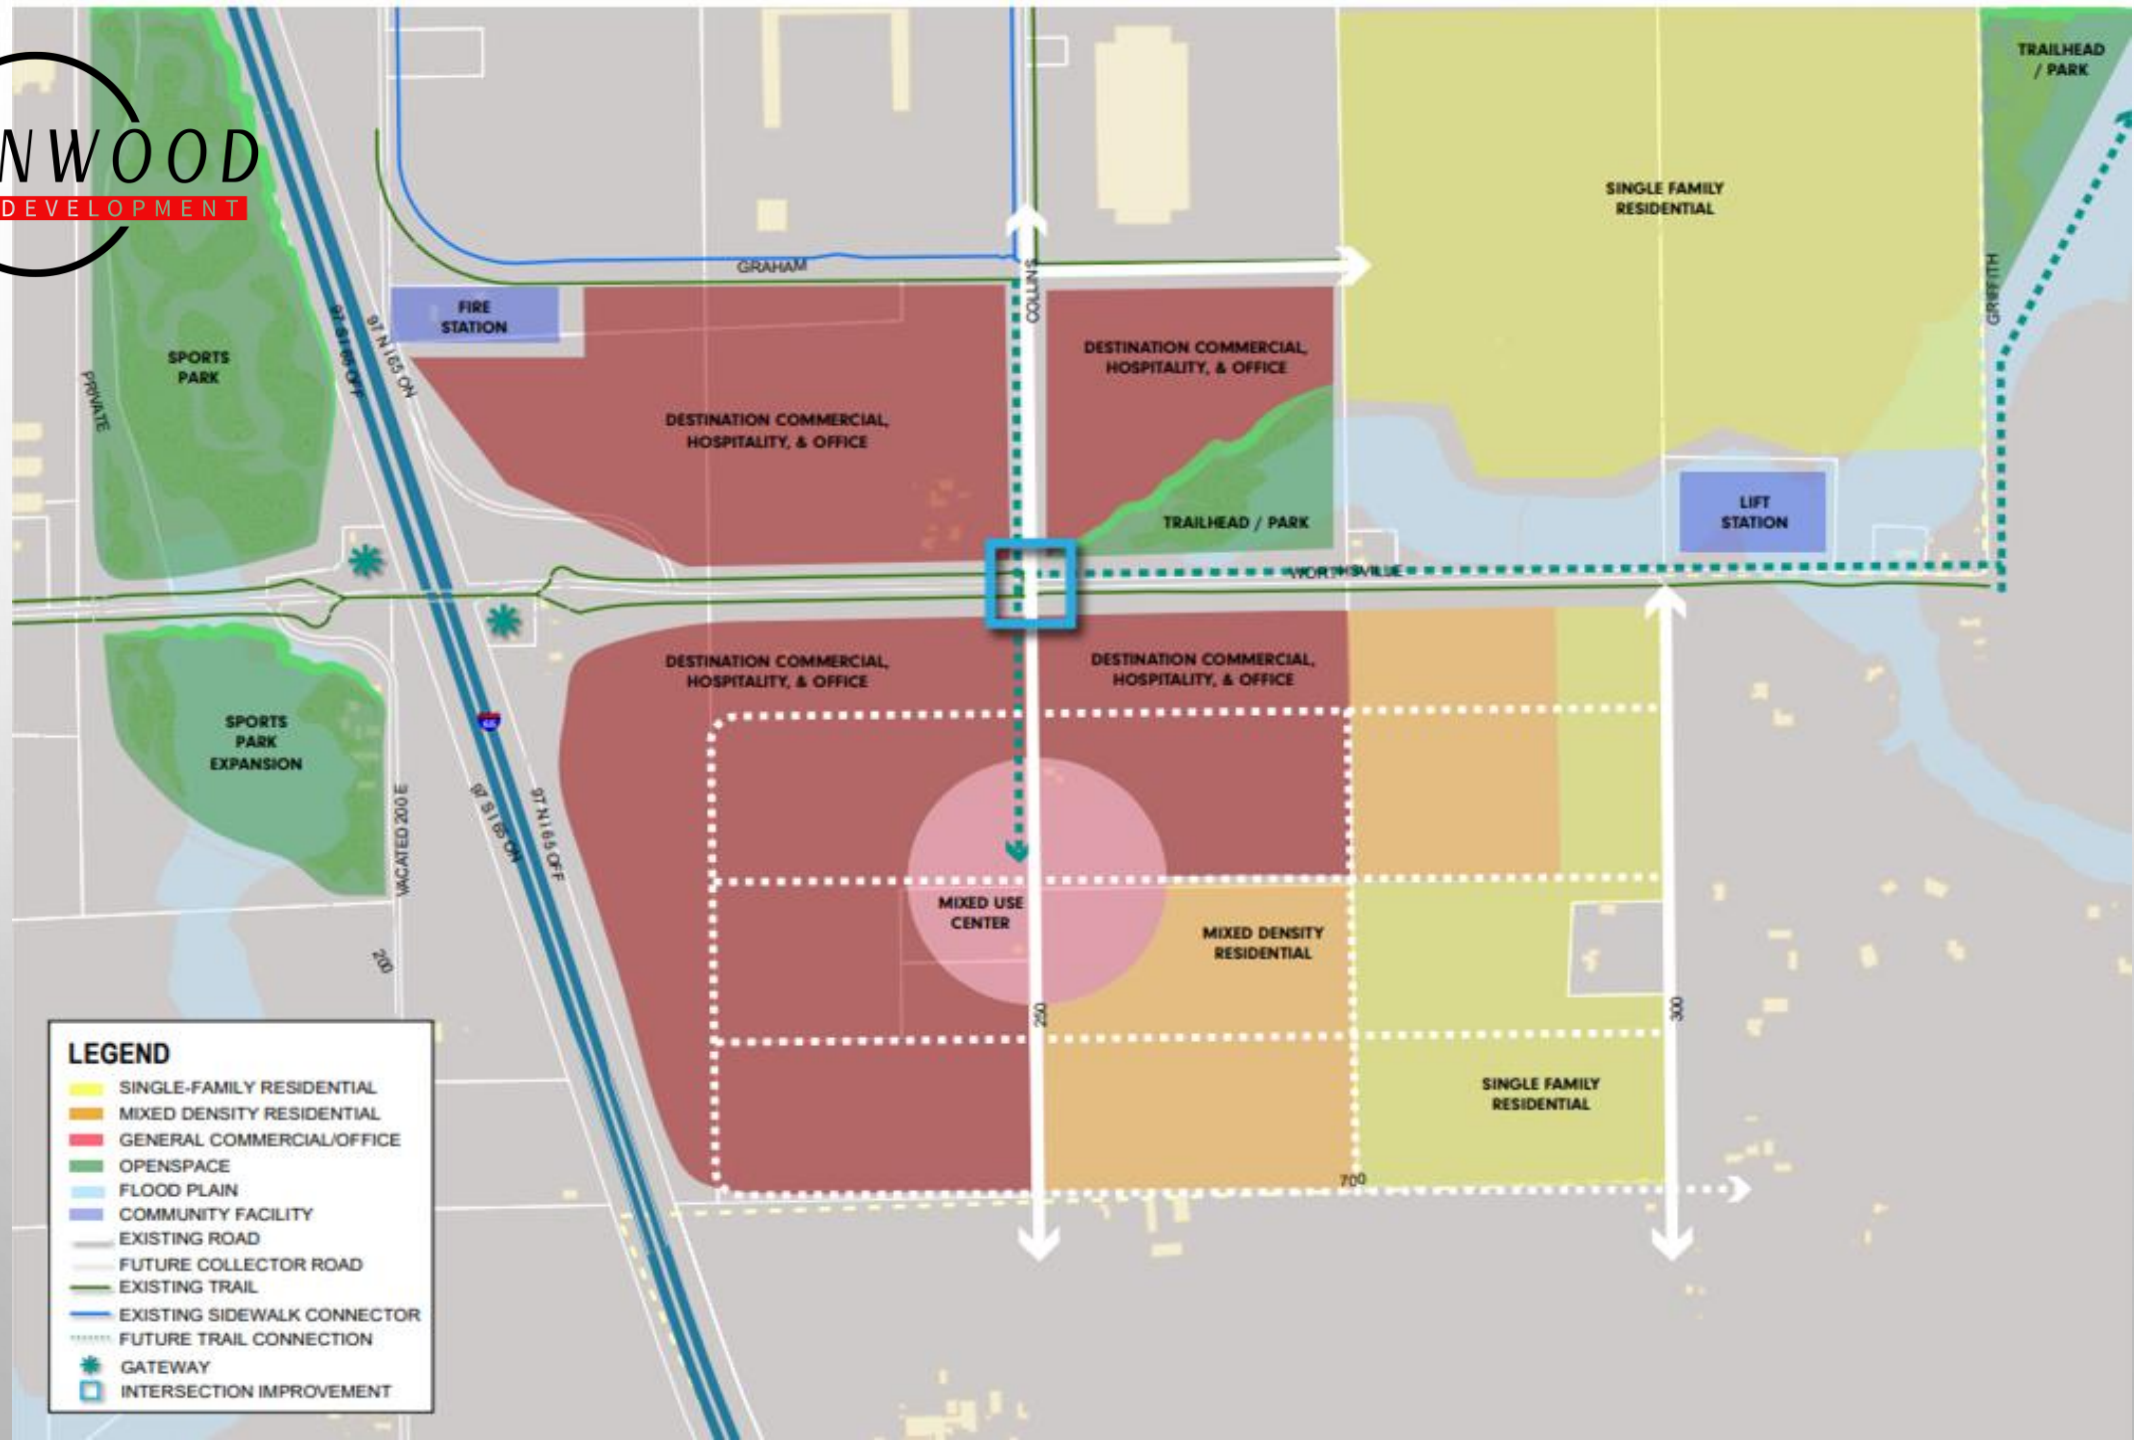 NWOOD
DEVELOPMENT
TRAILHEAD
/ PARK
SINGLE FAMILY
RESIDENTIAL
GRAHAM
COLLINS
GRIFFITH
FIRE
STATION
97 S I 65 OFF
97 N I 65 ON
SPORTS
PARK
PRIVATE
DESTINATION COMMERCIAL,
HOSPITALITY, & OFFICE
DESTINATION COMMERCIAL,
HOSPITALITY, & OFFICE
TRAILHEAD / PARK
LIFT
STATION
WORTHSVILLE
DESTINATION COMMERCIAL,
HOSPITALITY, & OFFICE
DESTINATION COMMERCIAL,
HOSPITALITY, & OFFICE
SPORTS
PARK
EXPANSION
65
VACATED 200 E
97 S I 65 ON
97 N I 65 OFF
MIXED USE
CENTER
MIXED DENSITY
RESIDENTIAL
200
250
300
SINGLE FAMILY
RESIDENTIAL
700
LEGEND
SINGLE-FAMILY RESIDENTIAL
MIXED DENSITY RESIDENTIAL
GENERAL COMMERCIAL/OFFICE
OPENSPACE
FLOOD PLAIN
COMMUNITY FACILITY
EXISTING ROAD
FUTURE COLLECTOR ROAD
EXISTING TRAIL
EXISTING SIDEWALK CONNECTOR
FUTURE TRAIL CONNECTION
GATEWAY
INTERSECTION IMPROVEMENT